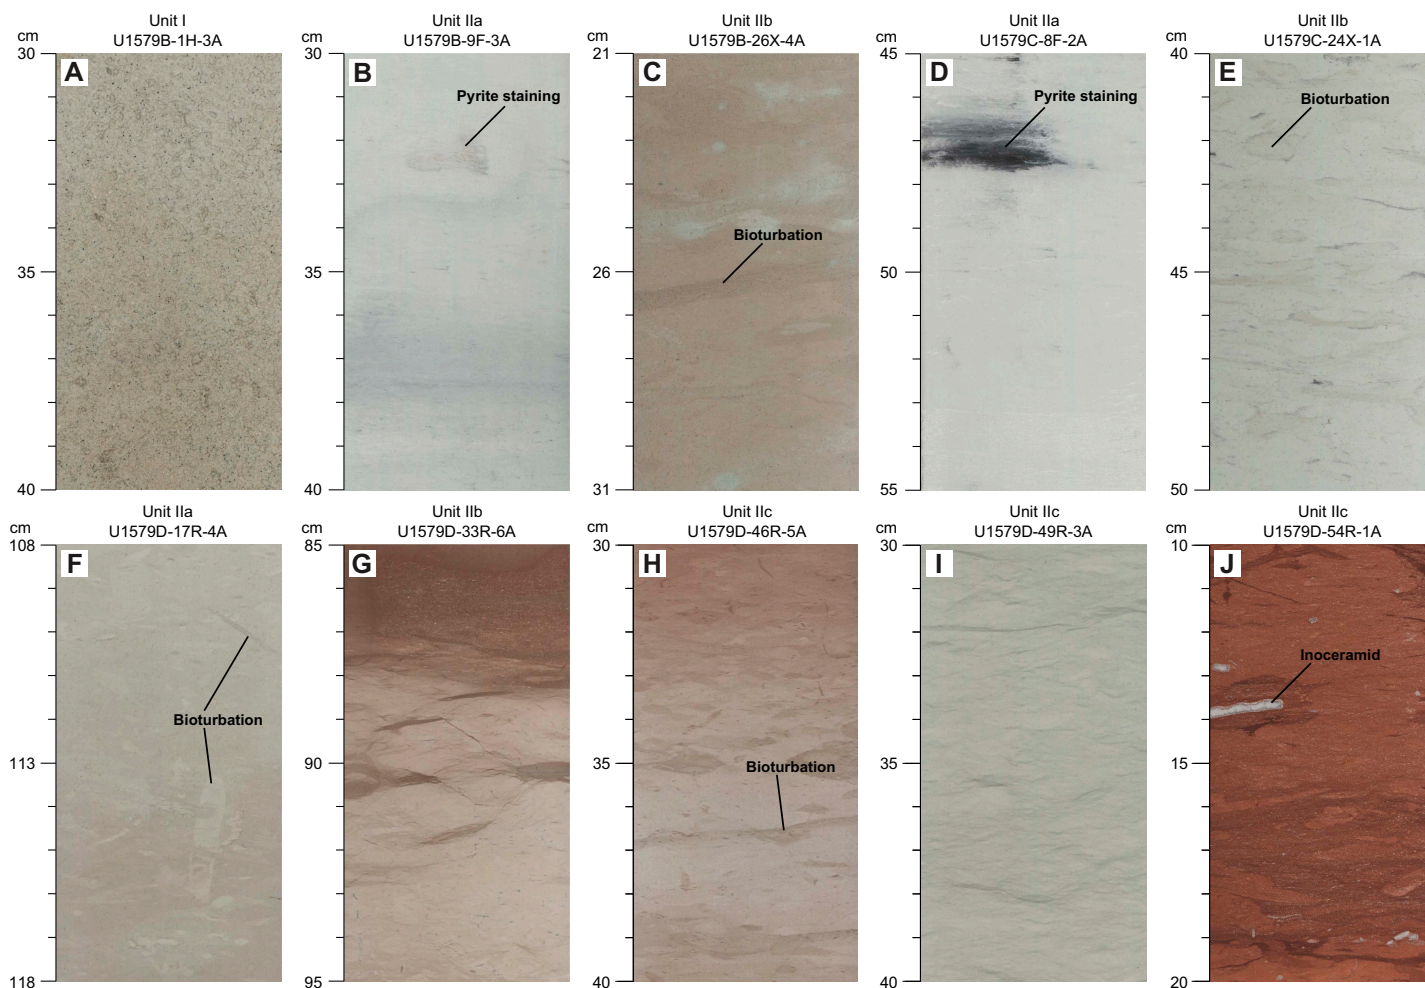 Unit I
U1579B-1H-3A
cm
30
A
35
40
Unit IIa
U1579B-9F-3A
cm
30
B
Pyrite staining
35
40
Unit IIb
U1579B-26X-4A
cm
21
C
Bioturbation
26
31
Unit IIa
U1579C-8F-2A
cm
45
D
Pyrite staining
50
55
Unit IIb
U1579C-24X-1A
cm
40
E
Bioturbation
45
50
Unit IIa
U1579D-17R-4A
cm
108
F
Bioturbation
113
118
Unit IIb
U1579D-33R-6A
cm
85
G
90
95
Unit IIc
U1579D-46R-5A
cm
30
H
Bioturbation
35
40
Unit IIc
U1579D-49R-3A
cm
30
I
35
40
Unit IIc
U1579D-54R-1A
cm
10
J
Inoceramid
15
20